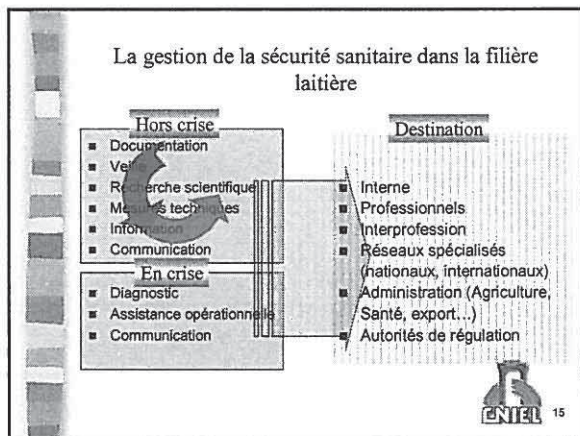 La gestion de la sécurité sanitaire dans la filière
laitière
Hors crise
Documentation
Recherche scientifique
Mesures techniques
Information
Communication
En crise
Diagnostic
Assistance opérationnelle
Communication
Destination
Interne
Professionnels
Interprofession
Réseaux spécialisés
(nationaux, internationaux)
Administration (Agriculture,
Santé, export…)
Autorités de régulation
CNIEL
15